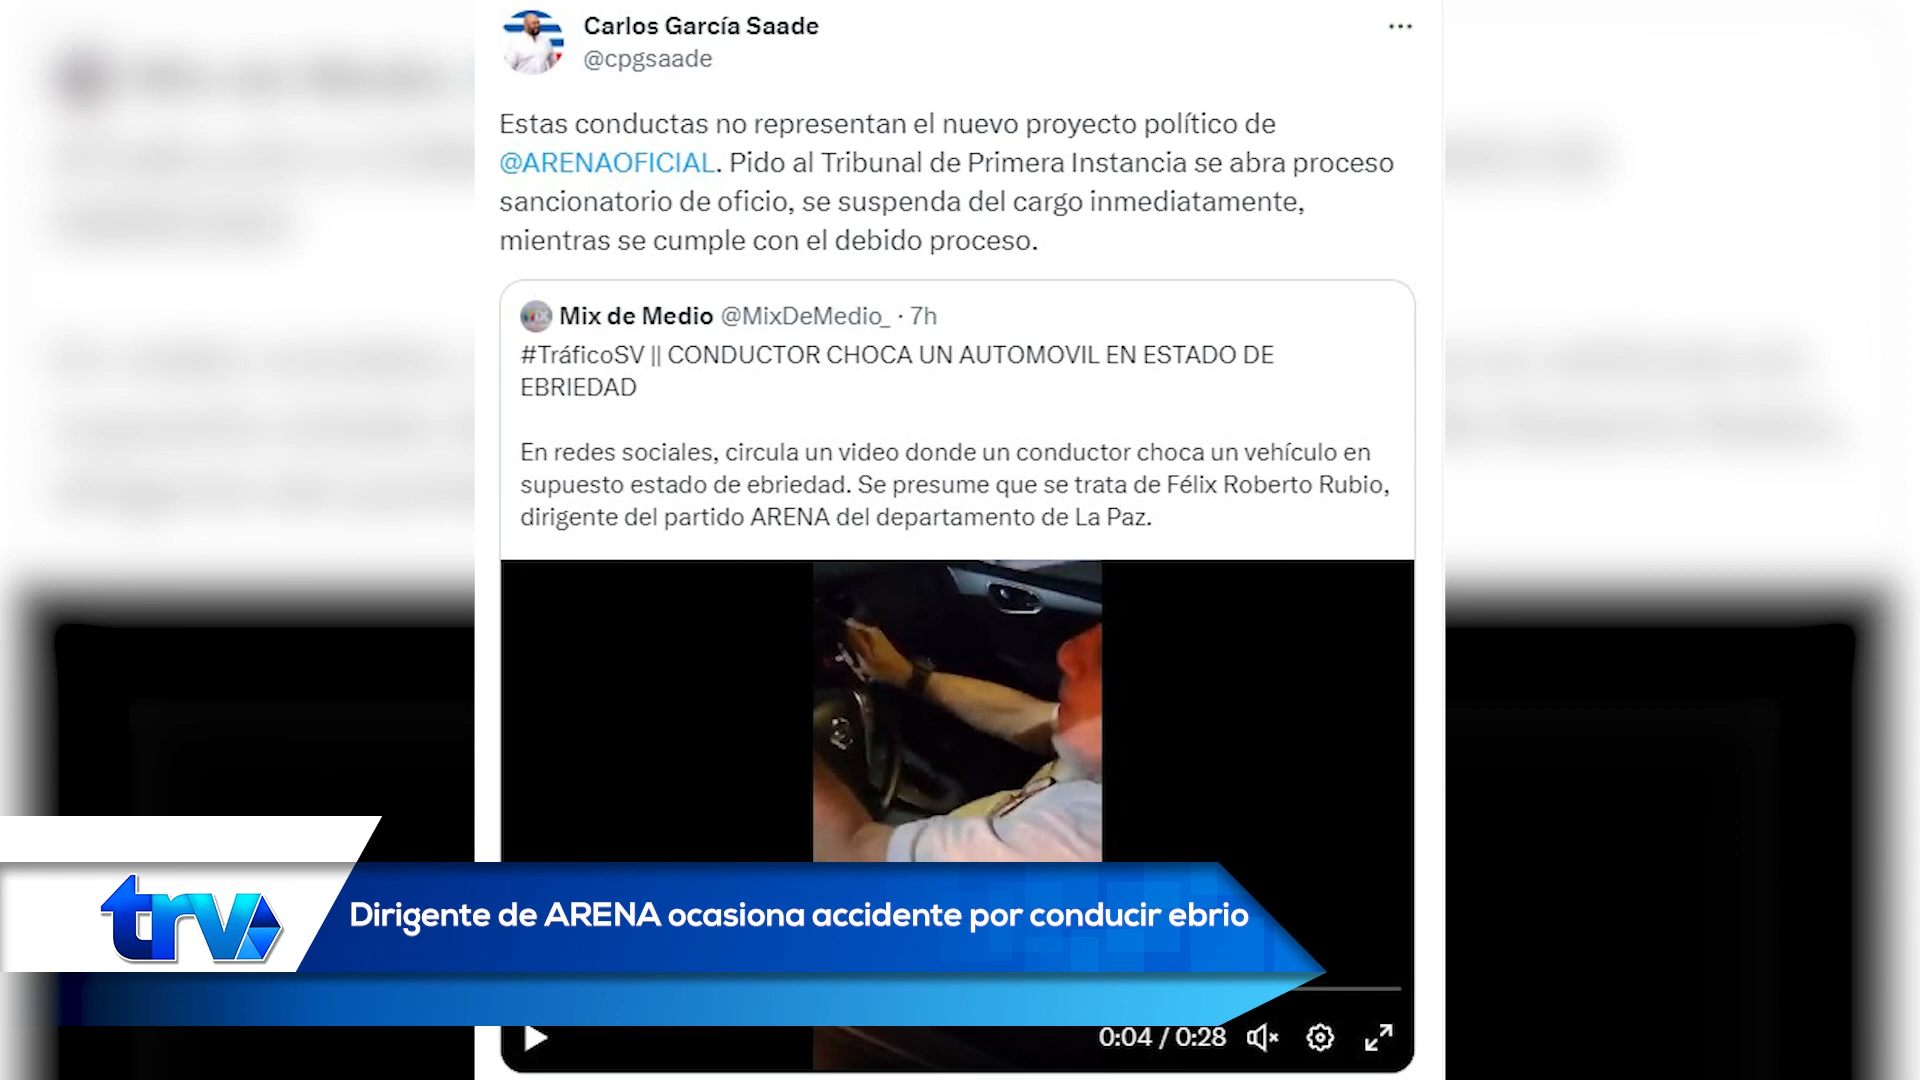 Carlos García Saade
@cpgsaade
Estas conductas no representan el nuevo proyecto político de
@ARENAOFICIAL. Pido al Tribunal de Primera Instancia se abra proceso
sancionatorio de oficio, se suspenda del cargo inmediatamente,
mientras se cumple con el debido proceso.
Mix de Medio @MixDeMedio_ · 7h
#TráficoSV || CONDUCTOR CHOCA UN AUTOMOVIL EN ESTADO DE
EBRIEDAD
En redes sociales, circula un video donde un conductor choca un vehículo en
supuesto estado de ebriedad. Se presume que se trata de Félix Roberto Rubio,
dirigente del partido ARENA del departamento de La Paz.
trv
Dirigente de ARENA ocasiona accidente por conducir ebrio
0:04 / 0:28